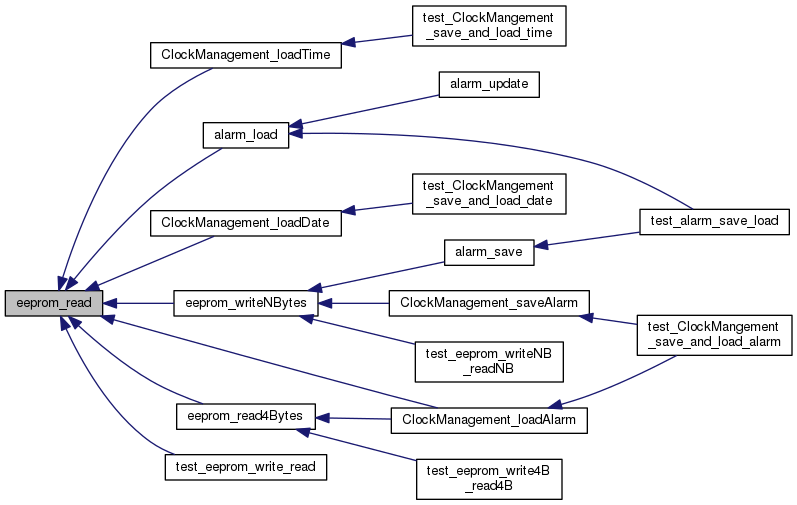 test_ClockMangement
_save_and_load_time
ClockManagement_loadTime
alarm_update
alarm_load
test_ClockMangement
_save_and_load_date
ClockManagement_loadDate
test_alarm_save_load
alarm_save
eeprom_read
eeprom_writeNBytes
ClockManagement_saveAlarm
test_ClockMangement
_save_and_load_alarm
test_eeprom_writeNB
_readNB
eeprom_read4Bytes
ClockManagement_loadAlarm
test_eeprom_write_read
test_eeprom_write4B
_read4B